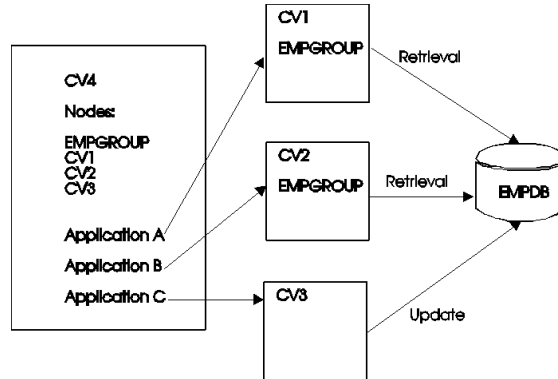 CV4
Nodes:
EMPGROUP
CV1
CV2
CV3
Application A
Application B
Application C
CV1
EMPGROUP
CV2
EMPGROUP
CV3
Retrieval
Retrieval
Update
EMPDB